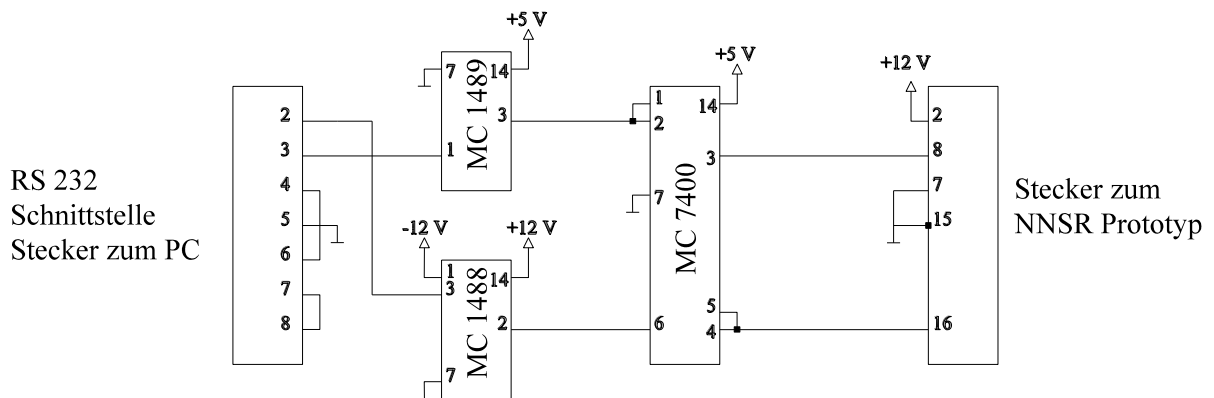 RS 232
Schnittstelle
Stecker zum PC
2
3
4
5
6
7
8
+5 V
7
14
3
1
MC 1489
-12 V
+12 V
1
3
14
2
7
MC 1488
+5 V
1
2
14
3
7
5
4
6
MC 7400
+12 V
2
8
7
15
16
Stecker zum
NNSR Prototyp